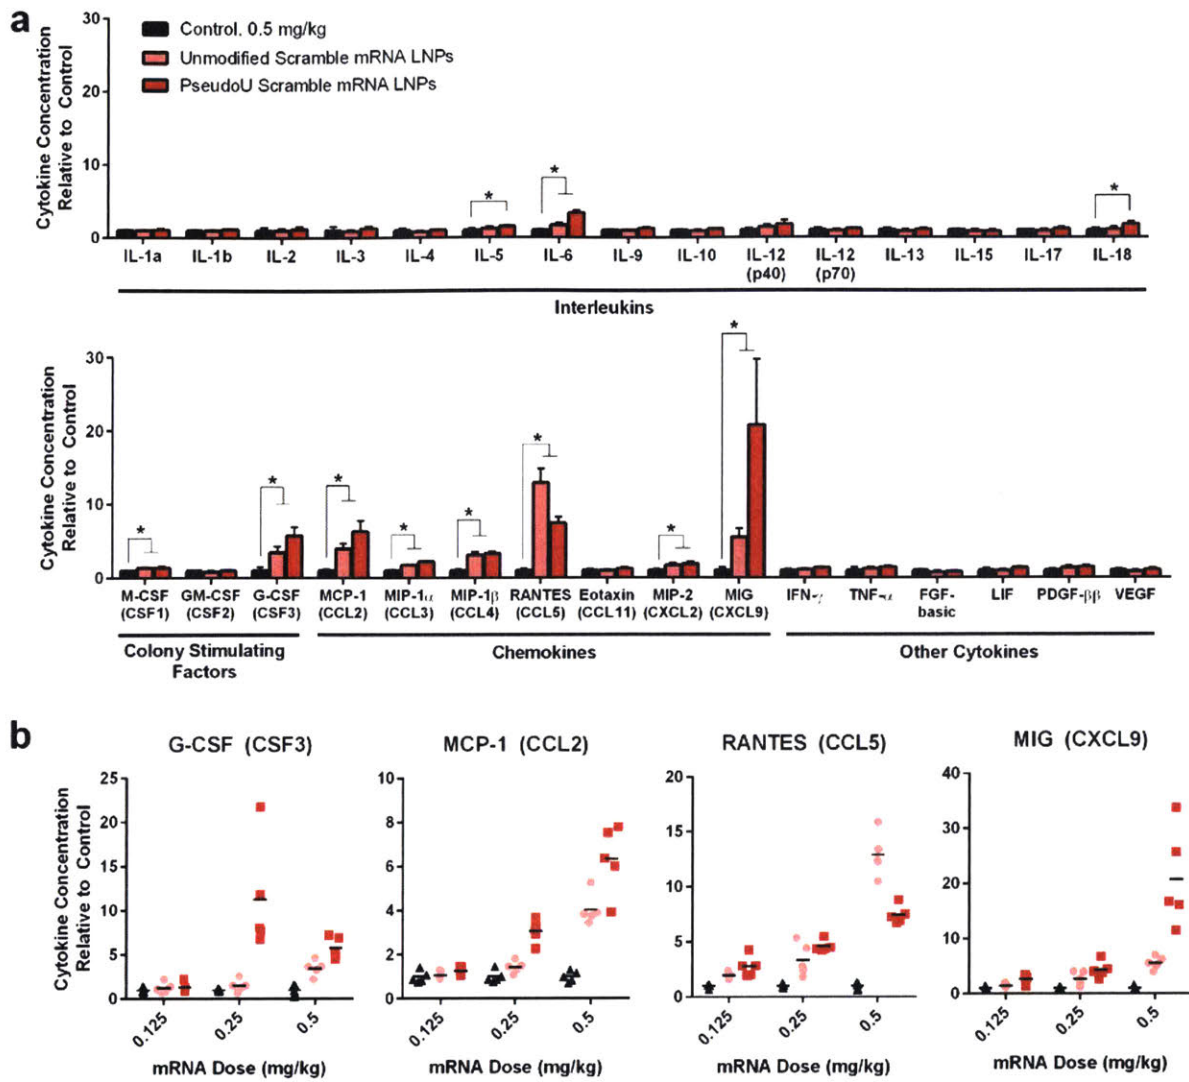 a
Cytokine Concentration
Relative to Control
30
20
10
0
Control. 0.5 mg/kg
Unmodified Scramble mRNA LNPs
PseudoU Scramble mRNA LNPs
* * *
IL-1a IL-1b IL-2 IL-3 IL-4 IL-5 IL-6 IL-9 IL-10 IL-12 IL-12 IL-13 IL-15 IL-17 IL-18
(p40) (p70)
Interleukins
Cytokine Concentration
Relative to Control
30
20
10
0
* * * * * * * *
M-CSF GM-CSF G-CSF MCP-1 MIP-1α MIP-1β RANTES Eotaxin MIP-2 MIG IFN-γ TNF-α FGF- LIF PDGF-ββ VEGF
(CSF1) (CSF2) (CSF3) (CCL2) (CCL3) (CCL4) (CCL5) (CCL11) (CXCL2) (CXCL9) basic
Colony Stimulating Chemokines Other Cytokines
Factors
b
G-CSF (CSF3)
Cytokine Concentration
Relative to Control
25
20
15
10
5
0
0.125 0.25 0.5
mRNA Dose (mg/kg)
MCP-1 (CCL2)
10
8
6
4
2
0
0.125 0.25 0.5
mRNA Dose (mg/kg)
RANTES (CCL5)
20
15
10
5
0
0.125 0.25 0.5
mRNA Dose (mg/kg)
MIG (CXCL9)
40
30
20
10
0
0.125 0.25 0.5
mRNA Dose (mg/kg)